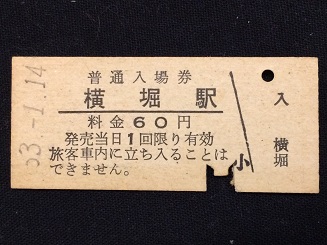 53.-1.14
普通入場券
横堀駅
料金60円
発売当日1回限り有効
旅客車内に立ち入ることは
できません。
小
入
横堀